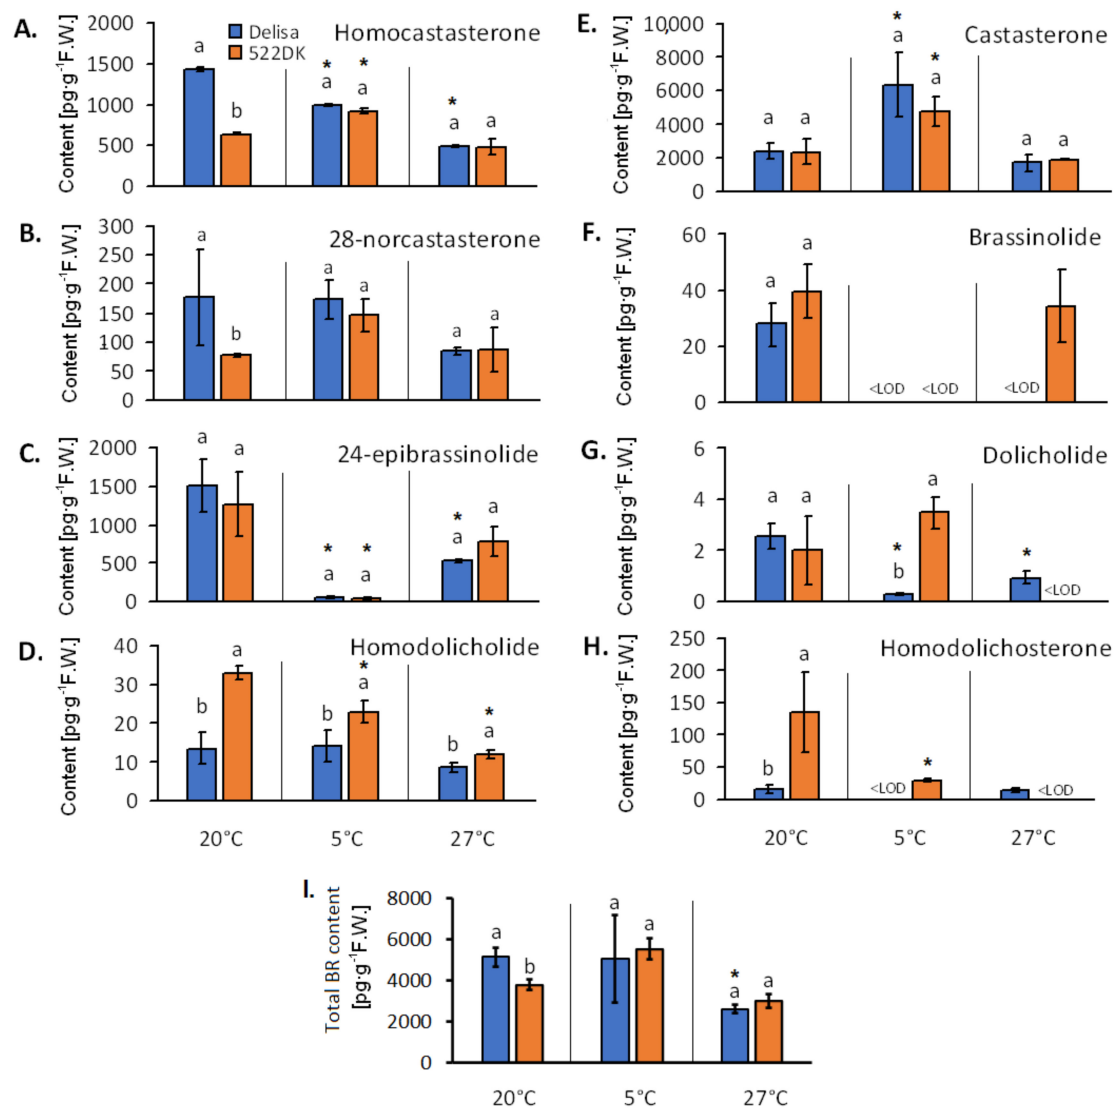 A.
Content [pg·g-1F.W.]
2000
1500
1000
500
0
Delisa
522DK
Homocastasterone
a
b
*
a
*
a
*
a
a
E.
Content [pg·g-1F.W.]
10,000
8000
6000
4000
2000
0
Castasterone
a
a
*
a
*
a
a
a
B.
Content [pg·g-1F.W.]
300
250
200
150
100
50
0
28-norcastasterone
a
b
a
a
a
a
F.
Content [pg·g-1F.W.]
60
40
20
0
Brassinolide
a
a
<LOD
<LOD
<LOD
C.
Content [pg·g-1F.W.]
2000
1500
1000
500
0
24-epibrassinolide
a
a
*
a
*
a
*
a
a
G.
Content [pg·g-1F.W.]
6
4
2
0
Dolicholide
a
a
*
b
a
*
<LOD
D.
Content [pg·g-1F.W.]
40
30
20
10
0
Homodolicholide
b
a
b
*
a
b
*
a
20°C
5°C
27°C
H.
Content [pg·g-1F.W.]
250
200
150
100
50
0
Homodolichosterone
b
a
<LOD
*
<LOD
20°C
5°C
27°C
I.
Total BR content
[pg·g-1F.W.]
8000
6000
4000
2000
0
a
b
a
a
*
a
a
20°C
5°C
27°C